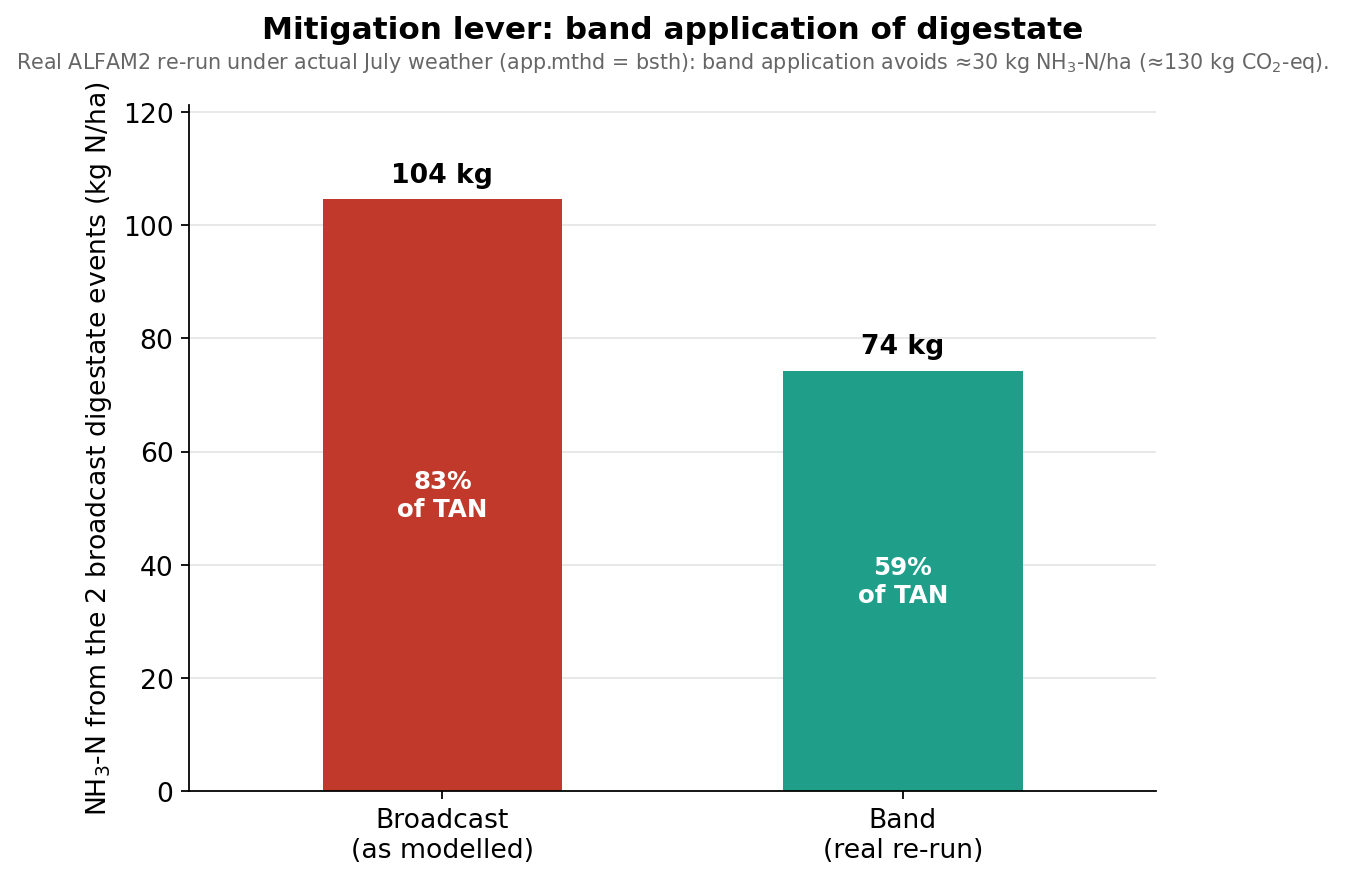 Mitigation lever: band application of digestate
Real ALFAM2 re-run under actual July weather (app.mthd = bsth): band application avoids ≈30 kg NH₃-N/ha (≈130 kg CO₂-eq).
NH₃-N from the 2 broadcast digestate events (kg N/ha)
120
100
80
60
40
20
0
104 kg
83%
of TAN
74 kg
59%
of TAN
Broadcast
(as modelled)
Band
(real re-run)